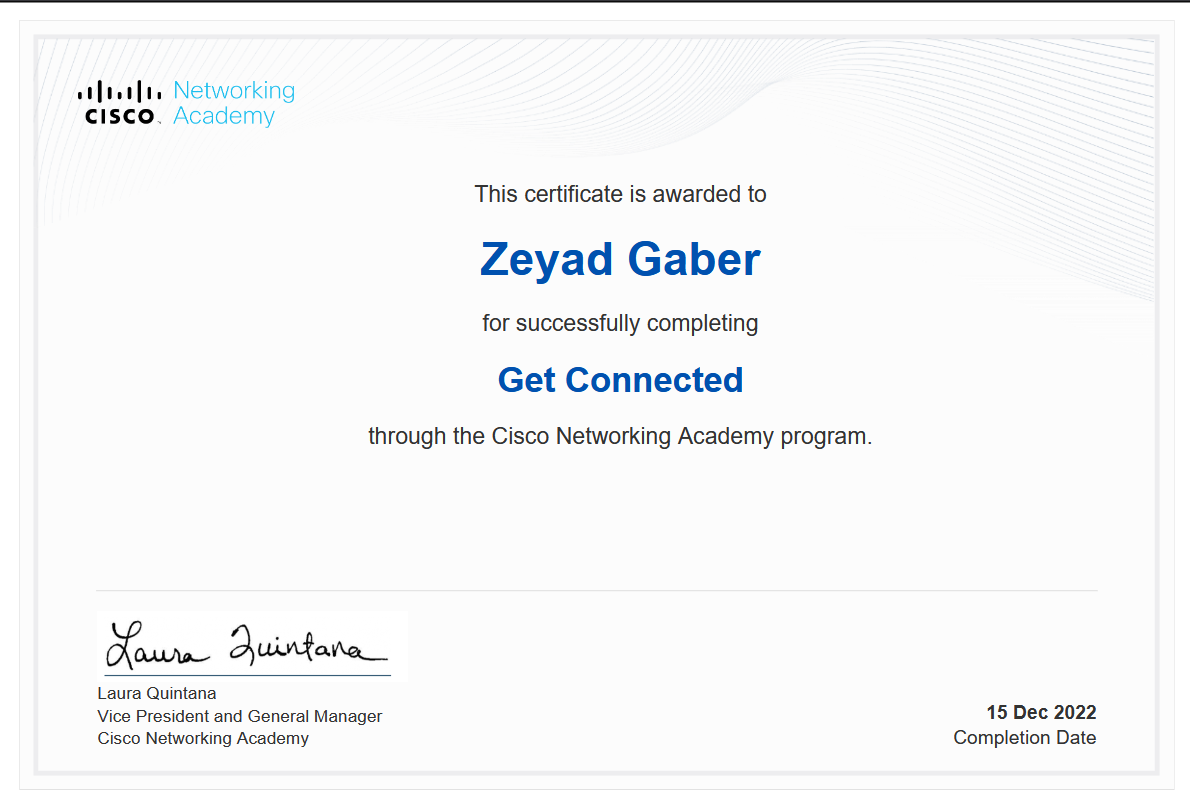 CISCO Networking
Academy
This certificate is awarded to
Zeyad Gaber
for successfully completing
Get Connected
through the Cisco Networking Academy program.
Laura Quintana
Laura Quintana
Vice President and General Manager
Cisco Networking Academy
15 Dec 2022
Completion Date